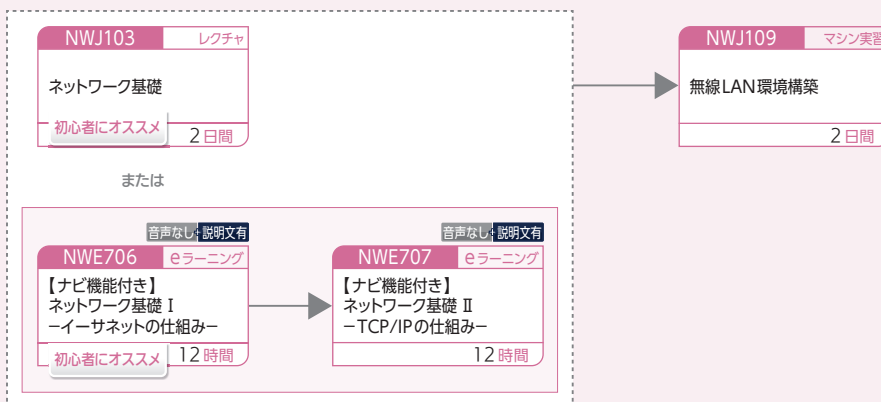 NWJ103 レクチャ
ネットワーク基礎
初心者にオススメ
2日間
または
音声なし 説明文有
NWE706 eラーニング
【ナビ機能付き】
ネットワーク基礎 Ⅰ
−イーサネットの仕組み−
初心者にオススメ
12時間
音声なし 説明文有
NWE707 eラーニング
【ナビ機能付き】
ネットワーク基礎 Ⅱ
−TCP/IPの仕組み−
12時間
NWJ109 マシン実習
無線LAN環境構築
2日間